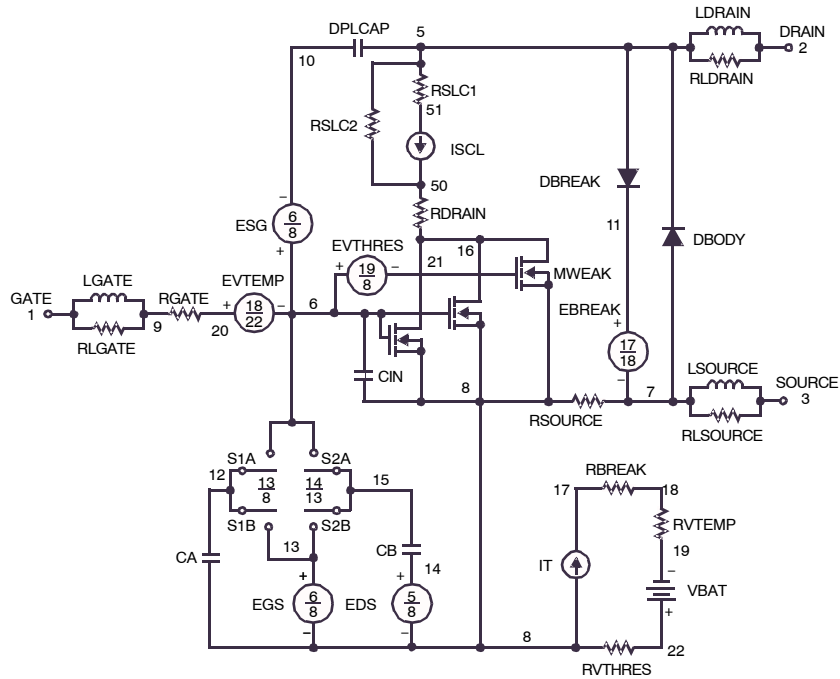 LDRAIN
DPLCAP
5
DRAIN
2
10
RLDRAIN
RSLC1
51
RSLC2
ISCL
DBREAK
50
ESG
6
8
RDRAIN
11
DBODY
EVTHRES
16
21
19
8
MWEAK
LGATE
EVTEMP
GATE
1
RGATE
18
22
6
EBREAK
9
20
RLGATE
17
18
LSOURCE
CIN
8
7
SOURCE
3
RSOURCE
RLSOURCE
S1A
S2A
12
13
8
14
13
15
RBREAK
17
18
S1B
S2B
RVTEMP
13
CB
19
CA
14
IT
VBAT
EGS
6
8
EDS
5
8
8
22
RVTHRES